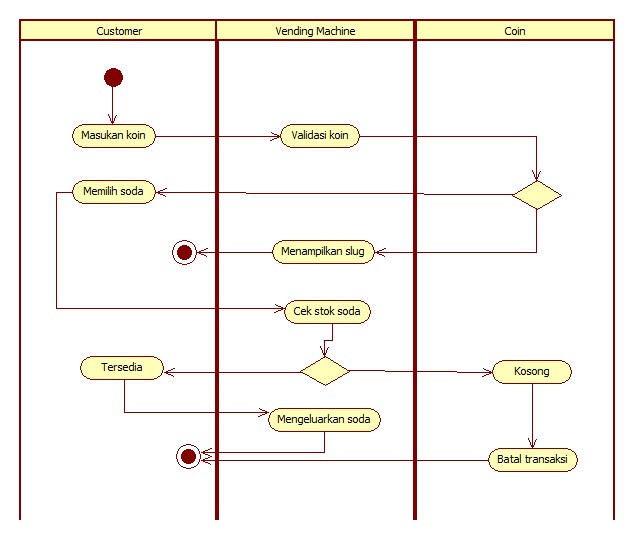 Customer
Vending Machine
Coin
Masukan koin
Validasi koin
Memilih soda
Menampilkan slug
Cek stok soda
Tersedia
Kosong
Mengeluarkan soda
Batal transaksi